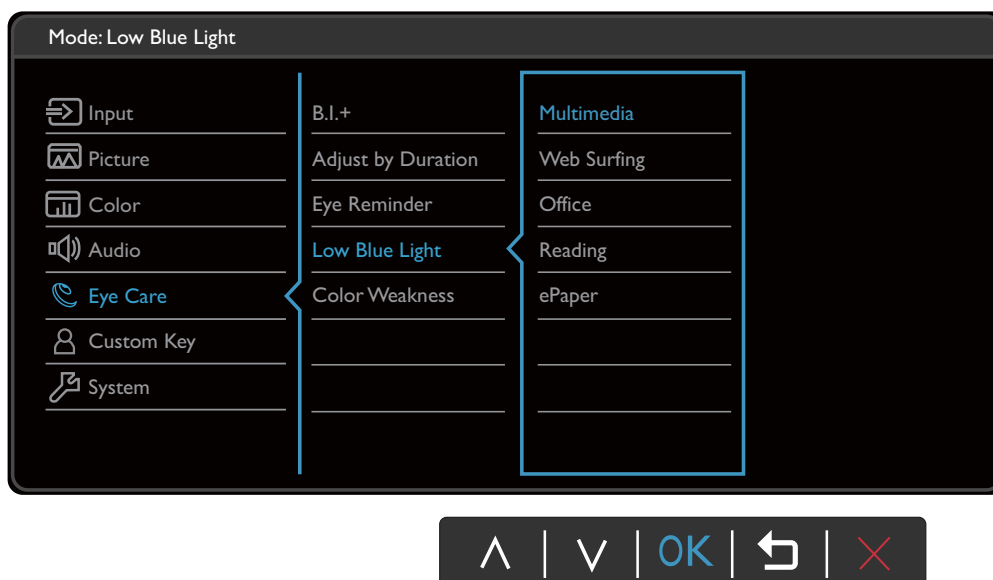 Mode: Low Blue Light
Input
Picture
Color
Audio
Eye Care
Custom Key
System
B.I.+
Adjust by Duration
Eye Reminder
Low Blue Light
Color Weakness
Multimedia
Web Surfing
Office
Reading
ePaper
OK